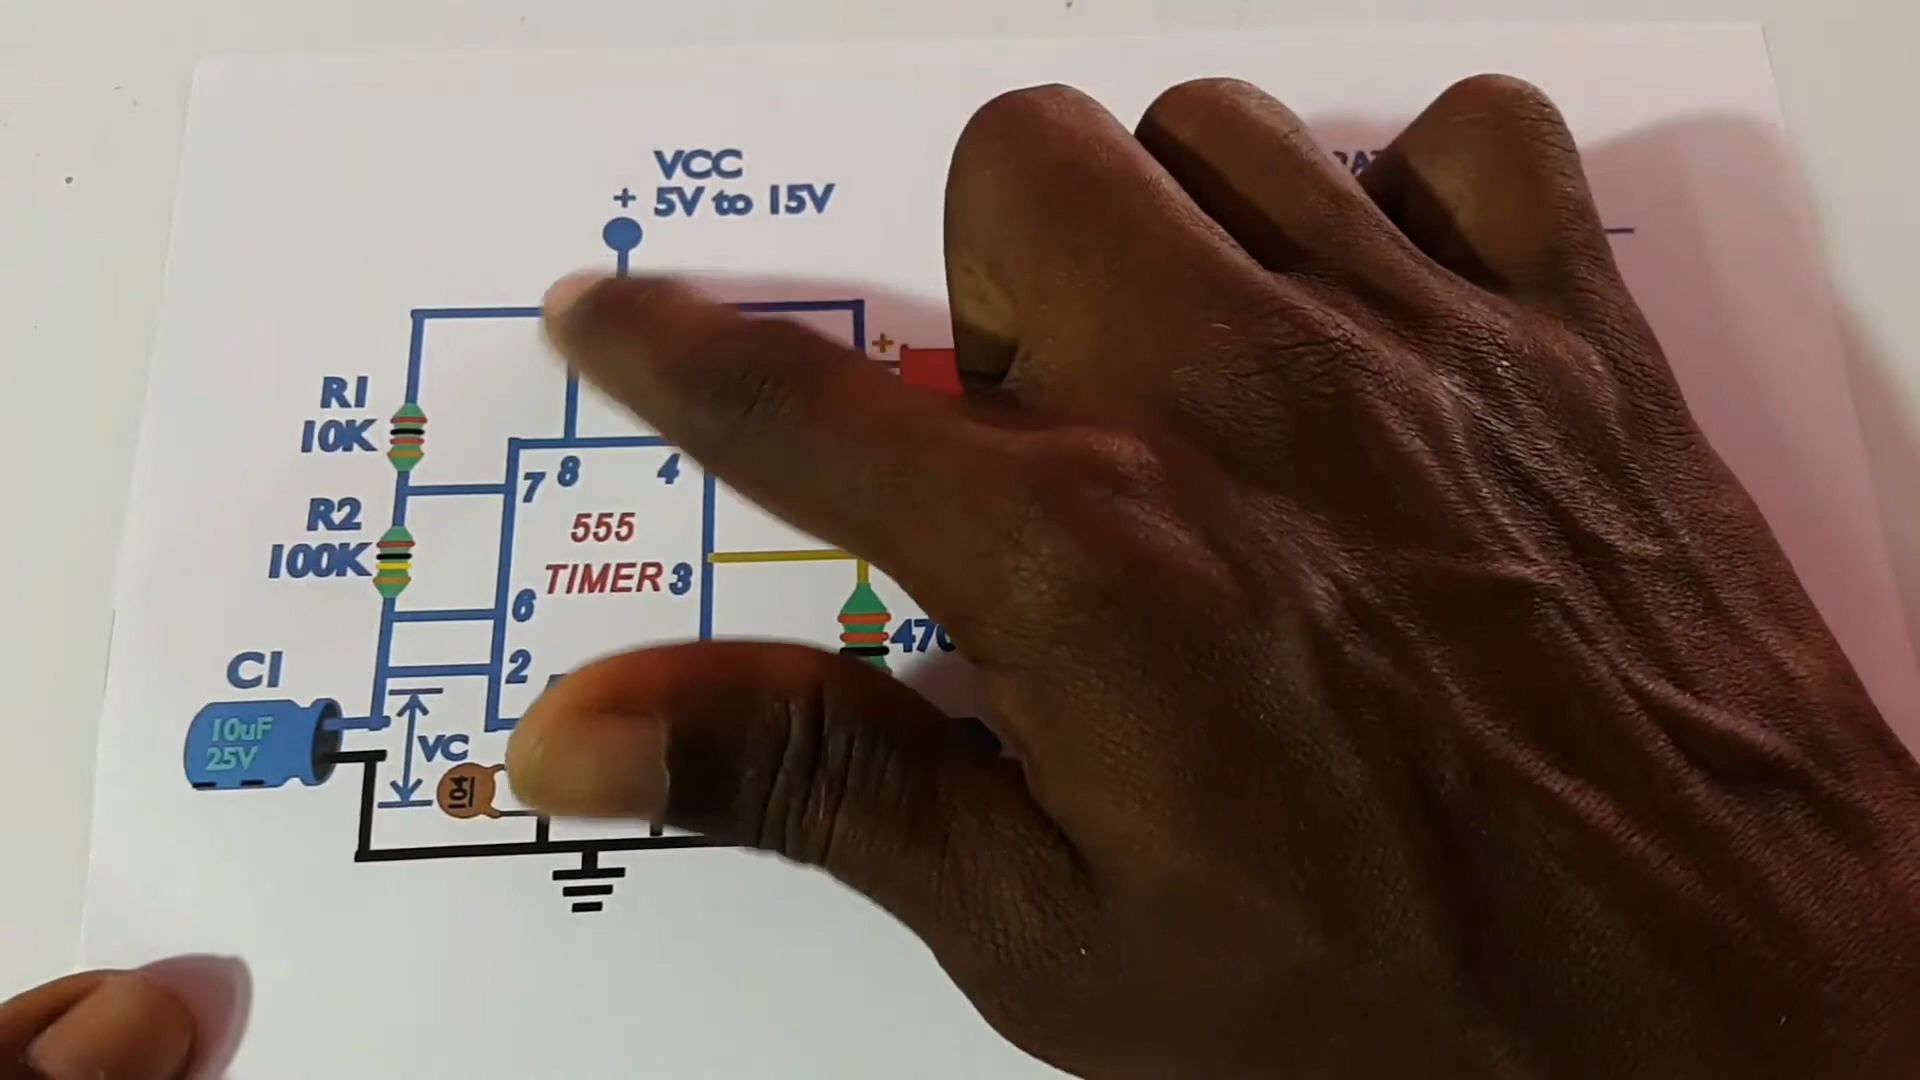 VCC
+ 5V to 15V
+
R1
10K
7 8 4
R2
100K
555
TIMER 3
6
470
2
C1
10uF
25V
VC
104